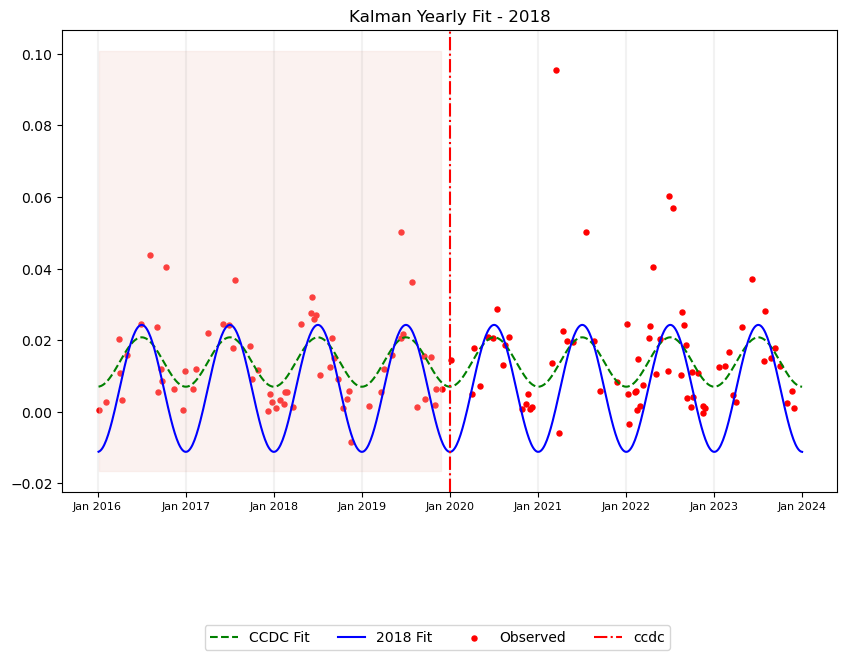 Kalman Yearly Fit - 2018
0.10
0.08
0.06
0.04
0.02
0.00
−0.02
Jan 2016 Jan 2017 Jan 2018 Jan 2019 Jan 2020 Jan 2021 Jan 2022 Jan 2023 Jan 2024
CCDC Fit 2018 Fit Observed ccdc